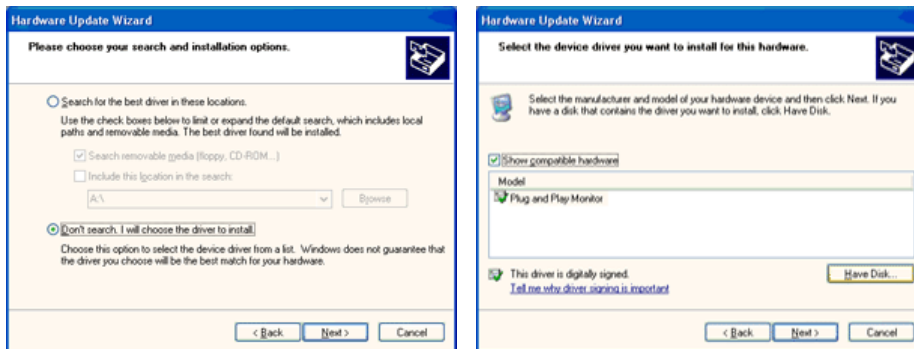 Hardware Update Wizard
Please choose your search and installation options.
Search for the best driver in these locations.
Use the check boxes below to limit or expand the default search, which includes local
paths and removable media. The best driver found will be installed.
Search removable media (floppy, CD-ROM...)
Include this location in the search:
A:\
Browse
Don't search. I will choose the driver to install.
Choose this option to select the device driver from a list. Windows does not guarantee that
the driver you choose will be the best match for your hardware.
< Back
Next >
Cancel
Hardware Update Wizard
Select the device driver you want to install for this hardware.
Select the manufacturer and model of your hardware device and then click Next. If you
have a disk that contains the driver you want to install, click Have Disk.
Show compatible hardware
Model
Plug and Play Monitor
This driver is digitally signed.
Have Disk...
Tell me why driver signing is important
< Back
Next >
Cancel